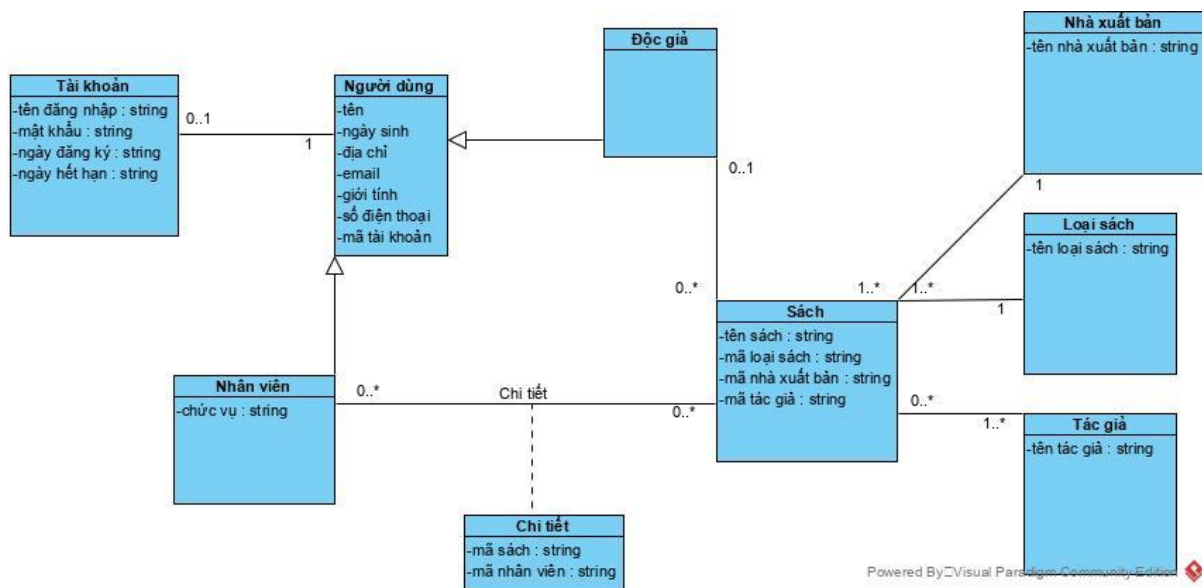 Nhà xuất bản
-tên nhà xuất bản : string
Độc giả
Tài khoản
-tên đăng nhập : string
-mật khẩu : string
-ngày đăng ký : string
-ngày hết hạn : string
0..1
1
Người dùng
-tên
-ngày sinh
-địa chỉ
-email
-giới tính
-số điện thoại
-mã tài khoản
0..1
1
Loại sách
-tên loại sách : string
0..*
1..*
1..*
1
Sách
-tên sách : string
-mã loại sách : string
-mã nhà xuất bản : string
-mã tác giả : string
Nhân viên
-chức vụ : string
0..*
Chi tiết
0..*
0..*
1..*
Tác giả
-tên tác giả : string
Chi tiết
-mã sách : string
-mã nhân viên : string
Powered By Visual Paradigm Community Edition